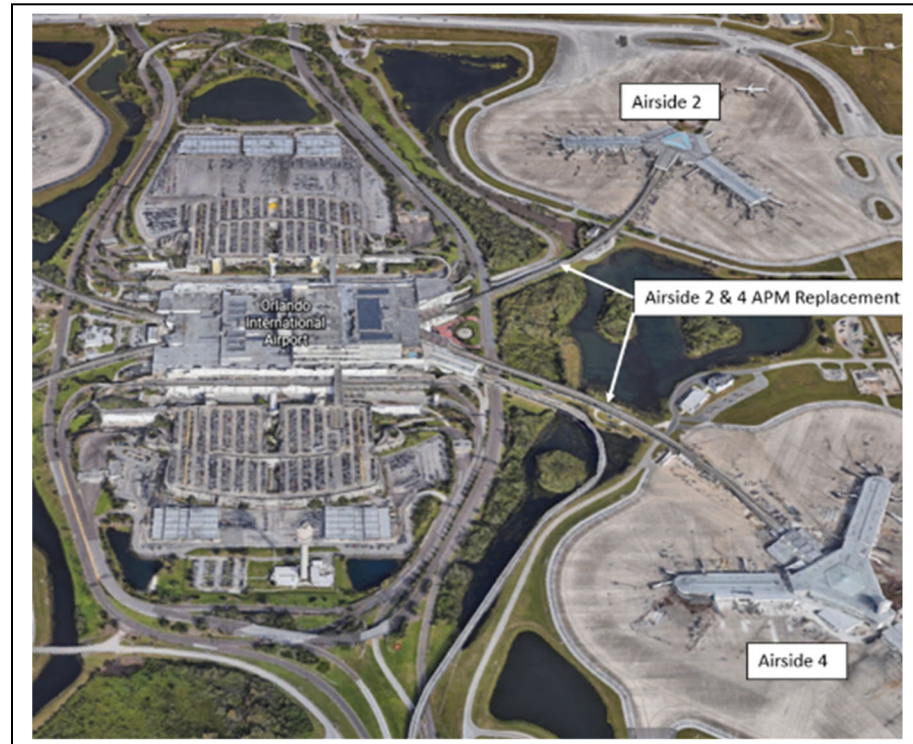 Airside 2
Airside 2 & 4 APM Replacement
Orlando
International
Airport
Airside 4